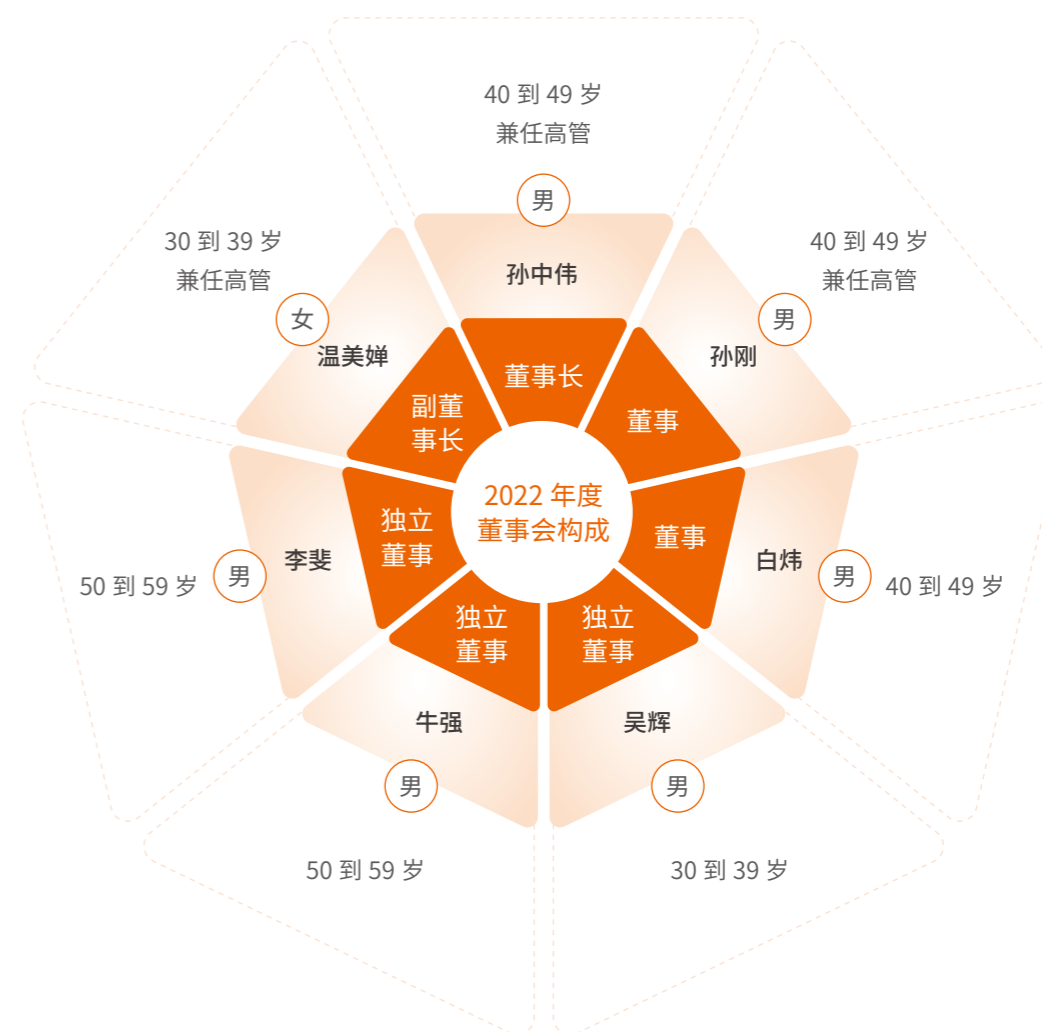 2022 年度
董事会构成
40 到 49 岁
兼任高管
男
孙中伟
董事长
40 到 49 岁
兼任高管
男
孙刚
董事
40 到 49 岁
男
白炜
董事
30 到 39 岁
男
吴辉
独立
董事
50 到 59 岁
男
牛强
独立
董事
50 到 59 岁
男
李斐
独立
董事
30 到 39 岁
兼任高管
女
温美婵
副董
事长